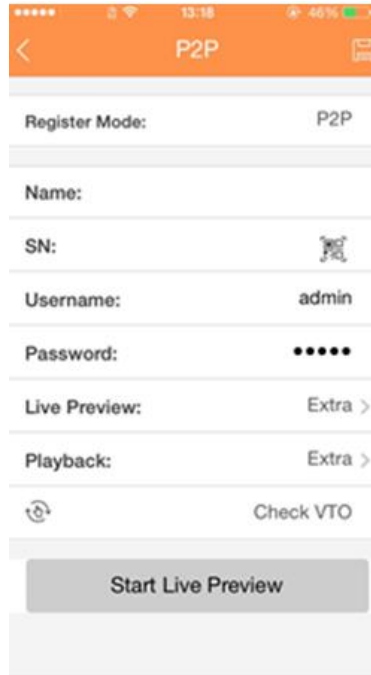 13:18 46%
P2P
Register Mode: P2P
Name:
SN:
Username: admin
Password: •••••
Live Preview: Extra >
Playback: Extra >
Check VTO
Start Live Preview